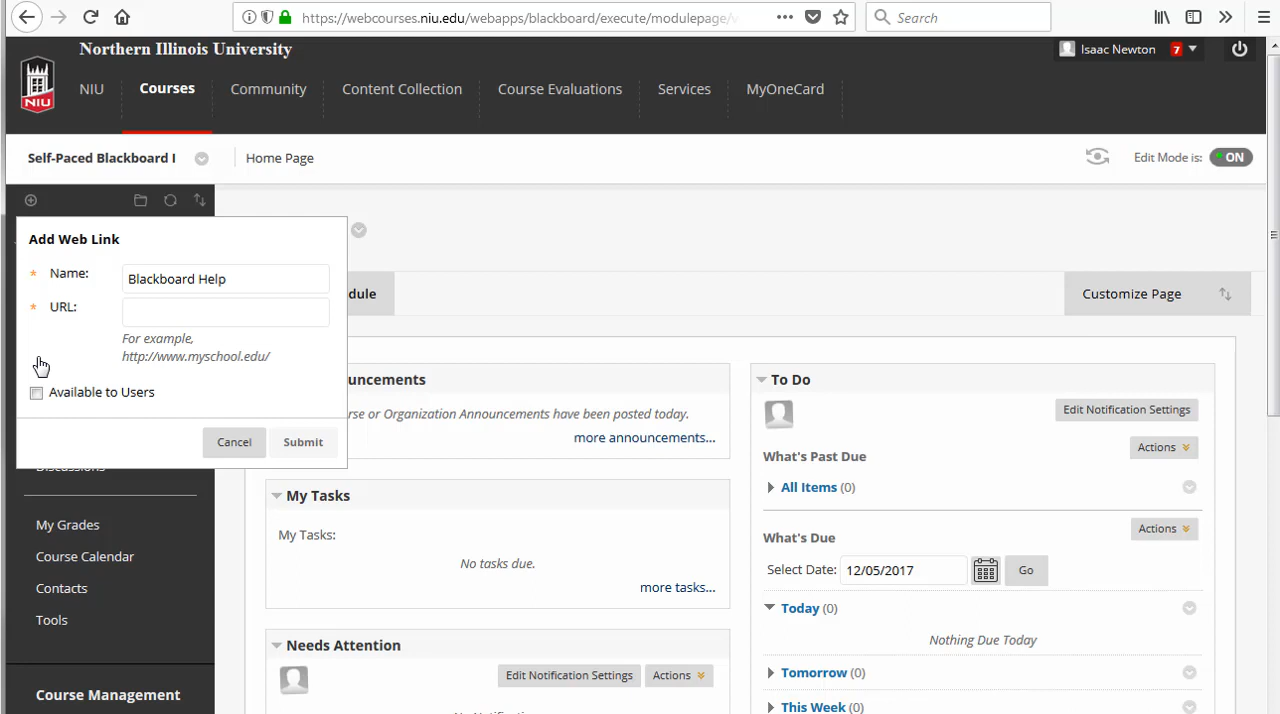 https://webcourses.niu.edu/webapps/blackboard/execute/modulepage/
Search
Northern Illinois University
Isaac Newton 7
NIU
NIU Courses Community Content Collection Course Evaluations Services MyOneCard
Self-Paced Blackboard I Home Page Edit Mode is: ON
Add Web Link
* Name: Blackboard Help
* URL:
For example,
http://www.myschool.edu/
Available to Users
Cancel Submit
dule
Customize Page
uncements
rse or Organization Announcements have been posted today.
more announcements...
My Tasks
My Tasks:
No tasks due.
more tasks...
Needs Attention
Edit Notification Settings Actions
To Do
Edit Notification Settings
Actions
What's Past Due
All Items (0)
Actions
What's Due
Select Date: 12/05/2017 Go
Today (0)
Nothing Due Today
Tomorrow (0)
This Week (0)
Discussions
My Grades
Course Calendar
Contacts
Tools
Course Management